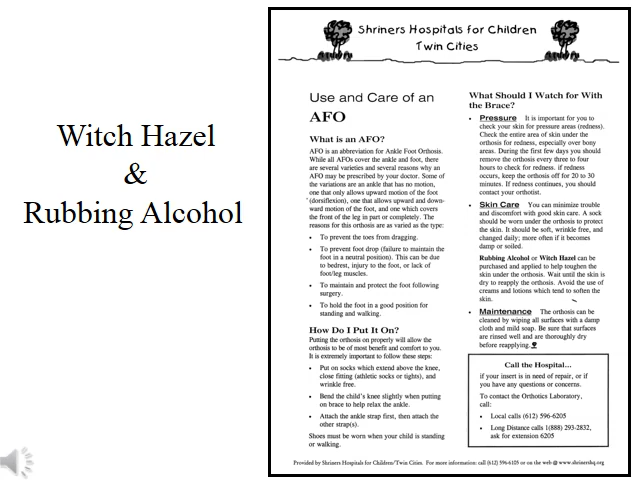 Witch Hazel
&
Rubbing Alcohol
Shriners Hospitals for Children
Twin Cities
Use and Care of an
AFO
What is an AFO?
AFO is an abbreviation for Ankle Foot Orthosis.
While all AFOs cover the ankle and foot, there
are several varieties and several reasons why an
AFO may be prescribed by your doctor. Some of
the variations are an ankle that has no motion,
one that only allows upward motion of the foot
(dorsiflexion), one that allows upward and down-
ward motion of the foot, and one which covers
the front of the leg in part or completely. The
reasons for this orthosis are as varied as the type:
• To prevent the toes from dragging.
• To prevent foot drop (failure to maintain the
foot in a neutral position). This can be due
to bedrest, injury to the foot, or lack of
foot/leg muscles.
• To maintain and protect the foot following
surgery.
• To hold the foot in a good position for
standing and walking.
How Do I Put It On?
Putting the orthosis on properly will allow the
orthosis to be of most benefit and comfort to you.
It is extremely important to follow these steps:
• Put on socks which extend above the knee,
close fitting (athletic socks or tights), and
wrinkle free.
• Bend the child's knee slightly when putting
on brace to help relax the ankle.
• Attach the ankle strap first, then attach the
other strap(s).
Shoes must be worn when your child is standing
or walking.
What Should I Watch for With
the Brace?
• Pressure It is important for you to
check your skin for pressure areas (redness).
Check the entire area of skin under the
orthosis for redness, especially over bony
areas. During the first few days you should
remove the orthosis every three to four
hours to check for redness. if redness
occurs, keep the orthosis off for 20 to 30
minutes. If redness continues, you should
contact your orthotist.
• Skin Care You can minimize trouble
and discomfort with good skin care. A sock
should be worn under the orthosis to protect
the skin. It should be soft, wrinkle free, and
changed daily; more often if it becomes
damp or soiled.
Rubbing Alcohol or Witch Hazel can be
purchased and applied to help toughen the
skin under the orthosis. Wait until the skin is
dry to reapply the orthosis. Avoid the use of
creams and lotions which tend to soften the
skin.
• Maintenance The orthosis can be
cleaned by wiping all surfaces with a damp
cloth and mild soap. Be sure that surfaces
are rinsed well and are thoroughly dry
before reapplying.
Call the Hospital...
if your insert is in need of repair, or if
you have any questions or concerns.
To contact the Orthotics Laboratory,
call:
• Local calls (612) 596-6205
• Long Distance calls 1(888) 293-2832,
ask for extension 6205
Provided by Shriners Hospitals for Children/Twin Cities. For more information: call (612) 596-6105 or on the web @ www.shrinershq.org